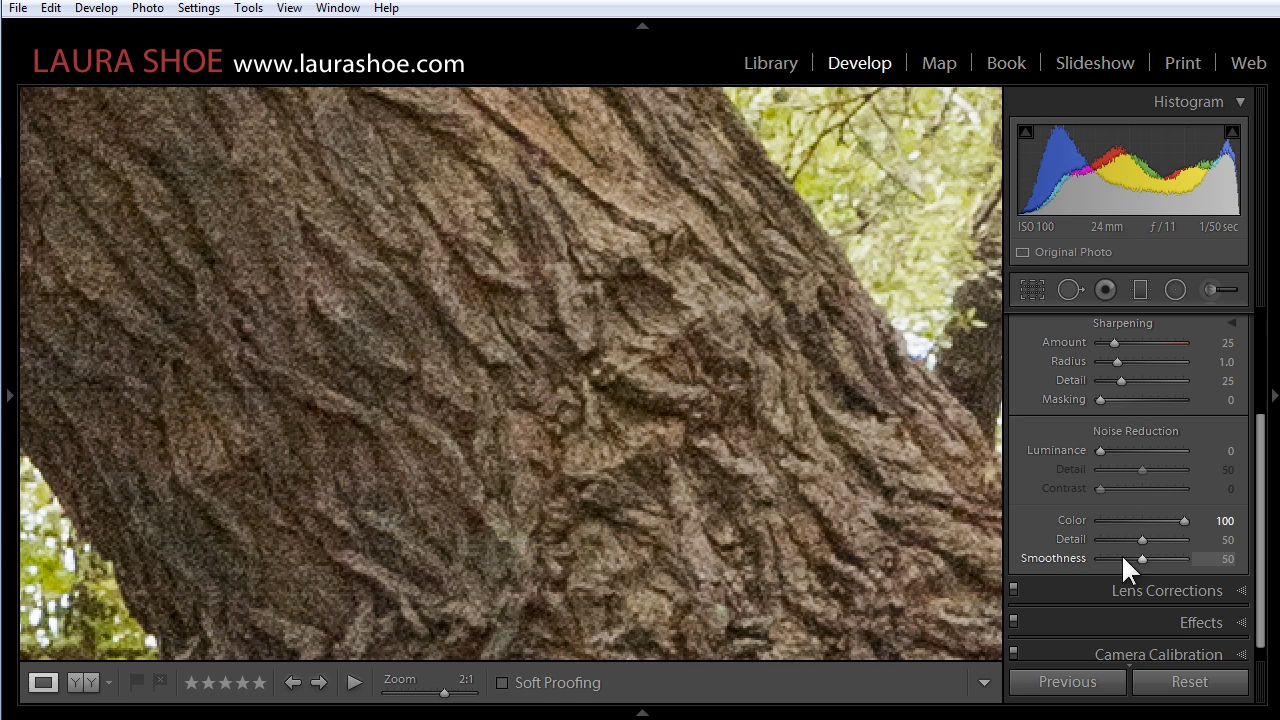 File Edit Develop Photo Settings Tools View Window Help
LAURA SHOE www.laurashoe.com
Library Develop Map Book Slideshow Print Web
Histogram
ISO 100 24 mm ƒ / 11 1/50 sec
Original Photo
Sharpening
Amount 25
Radius 1.0
Detail 25
Masking 0
Noise Reduction
Luminance 0
Detail 50
Contrast 0
Color 100
Detail 50
Smoothness 50
Lens Corrections
Effects
Camera Calibration
Y Y Zoom 2:1 Soft Proofing Previous Reset